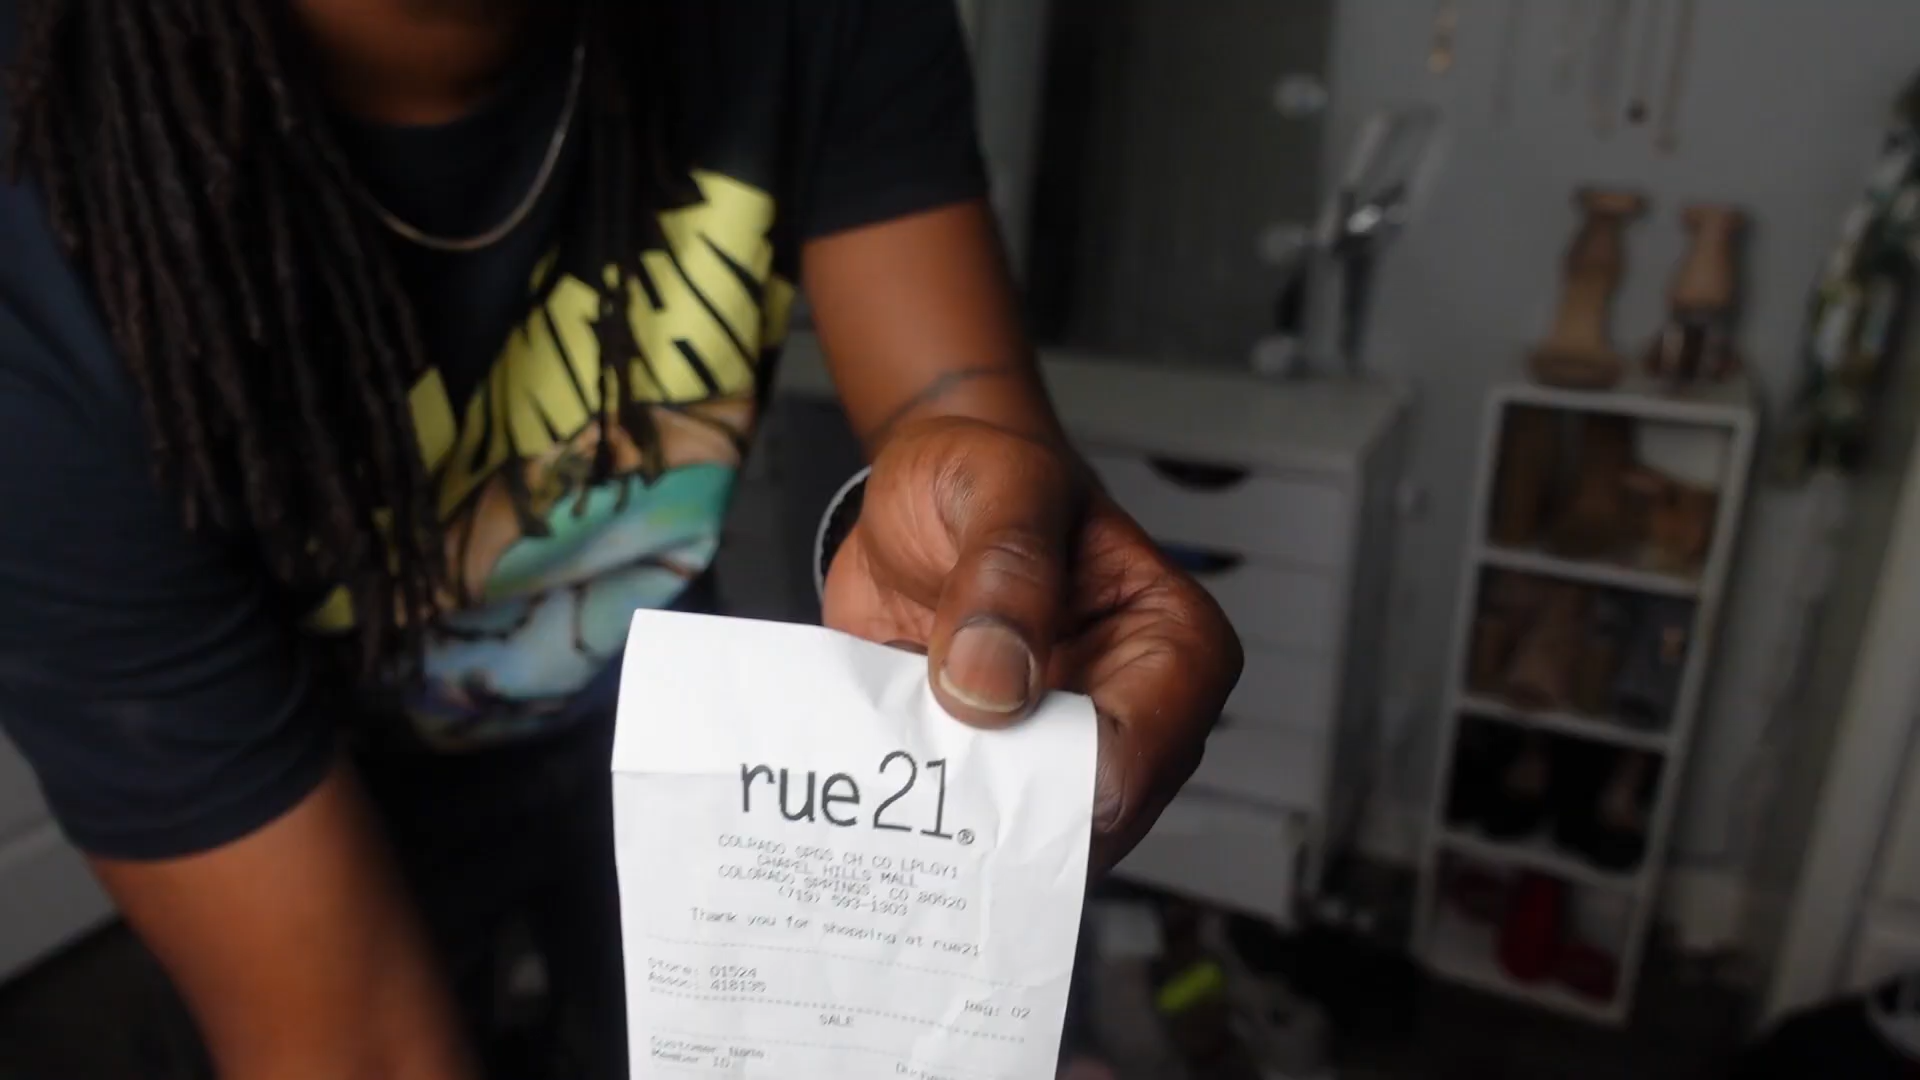 rue21®
COLRADO SPGS CH CO LPLGY1
CHAPEL HILLS MALL
COLORADO SPRINGS, CO 80920
(719) 593-1303
Thank you for shopping at rue21
Store: 01524
Assoc: 418135
Reg: 02
SALE
Customer Name
Member ID: